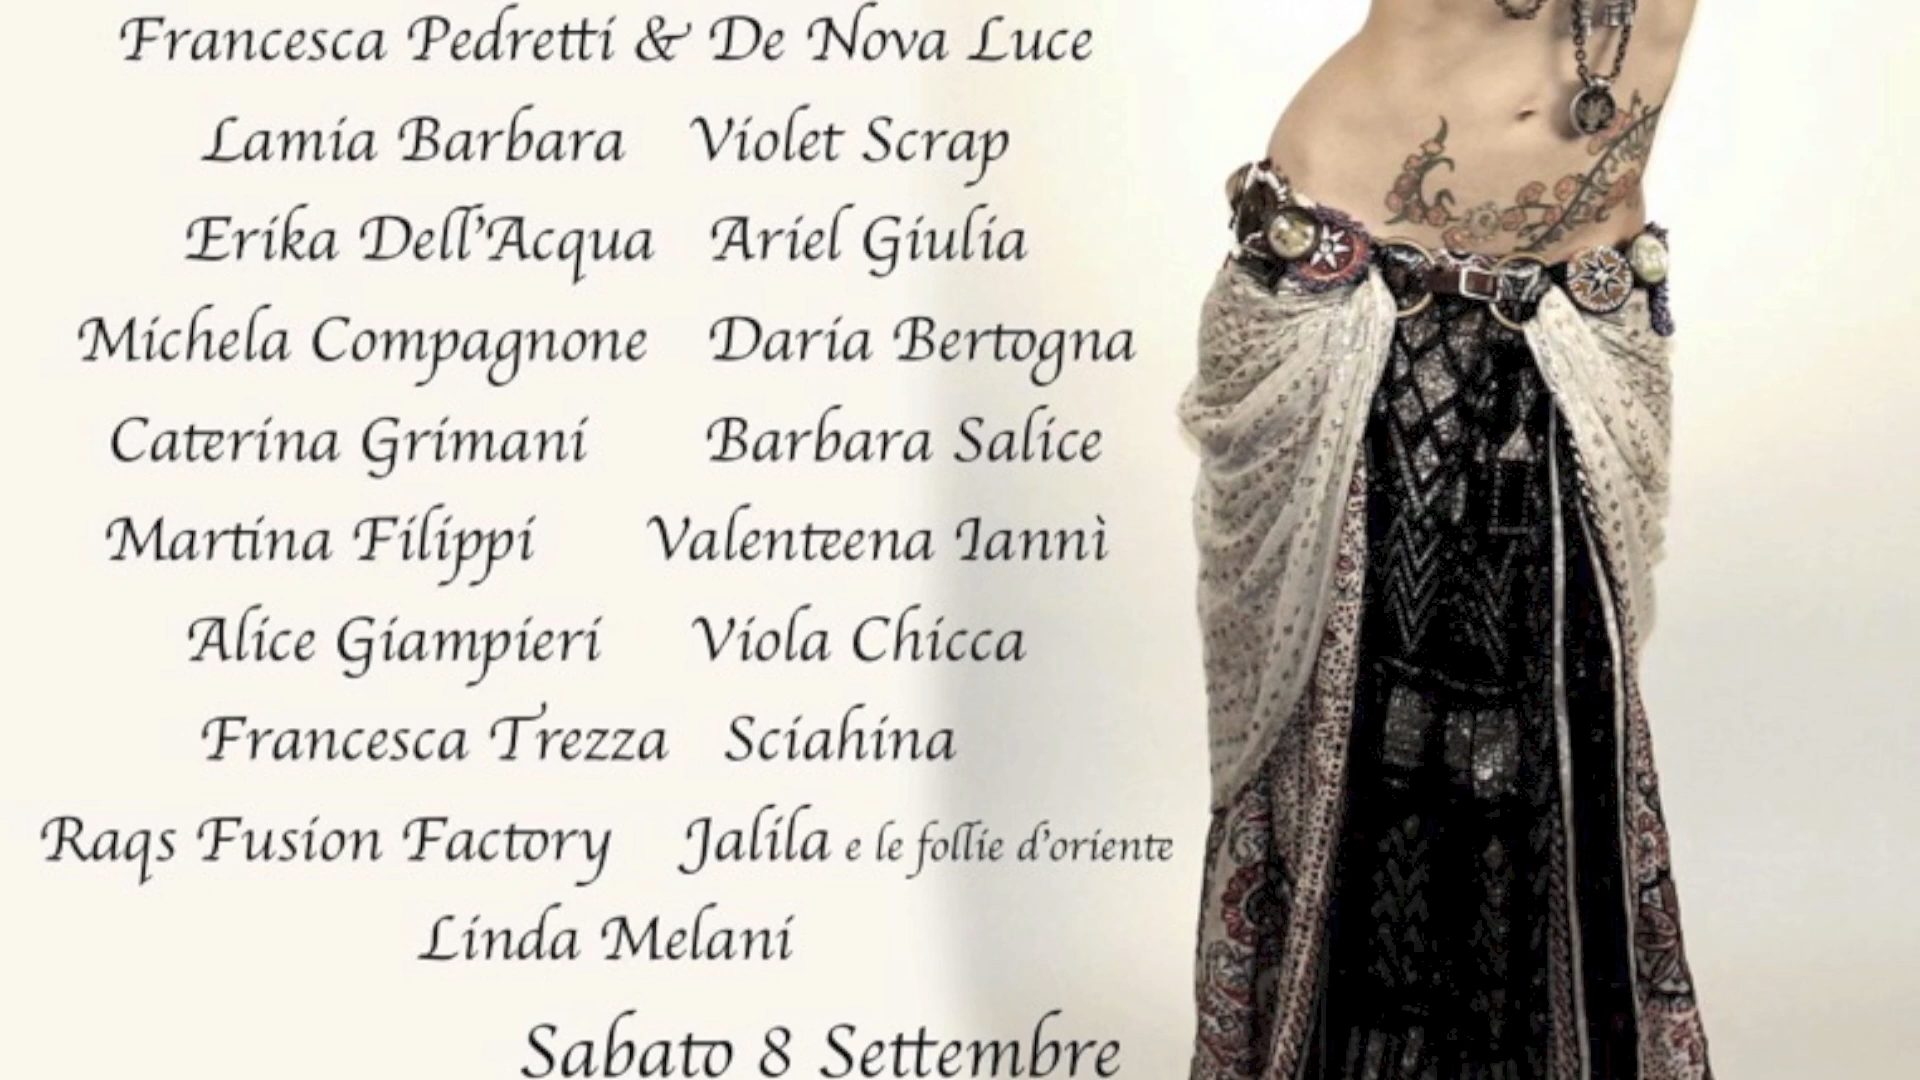 Francesca Pedretti & De Nova Luce
Lamia Barbara Violet Scrap
Erika Dell'Acqua Ariel Giulia
Michela Compagnone Daria Bertogna
Caterina Grimani Barbara Salice
Martina Filippi Valenteena Iannì
Alice Giampieri Viola Chicca
Francesca Trezza Sciahina
Raqs Fusion Factory Jalila e le follie d'oriente
Linda Melani
Sabato 8 Settembre